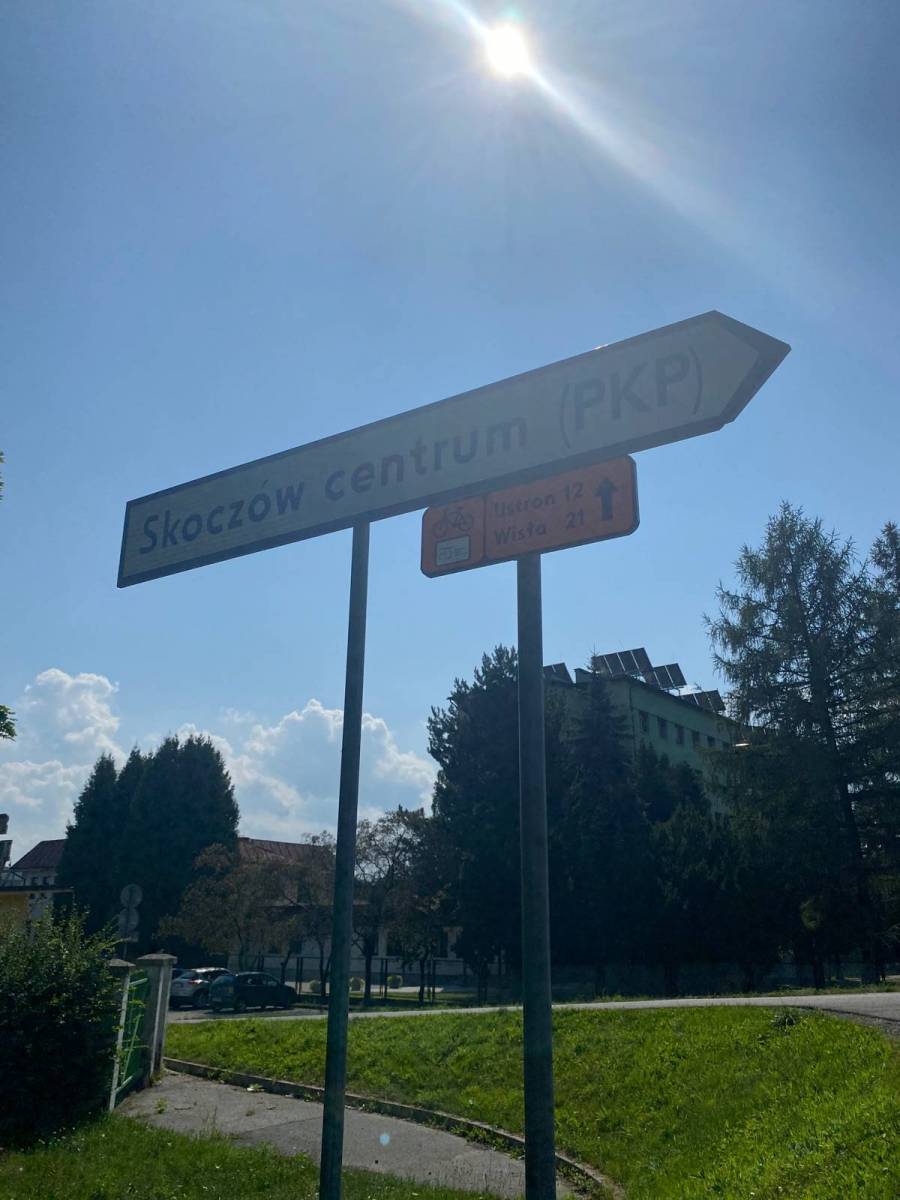 Skoczów centrum (PKP)
Ustroń 12
Wisła 21